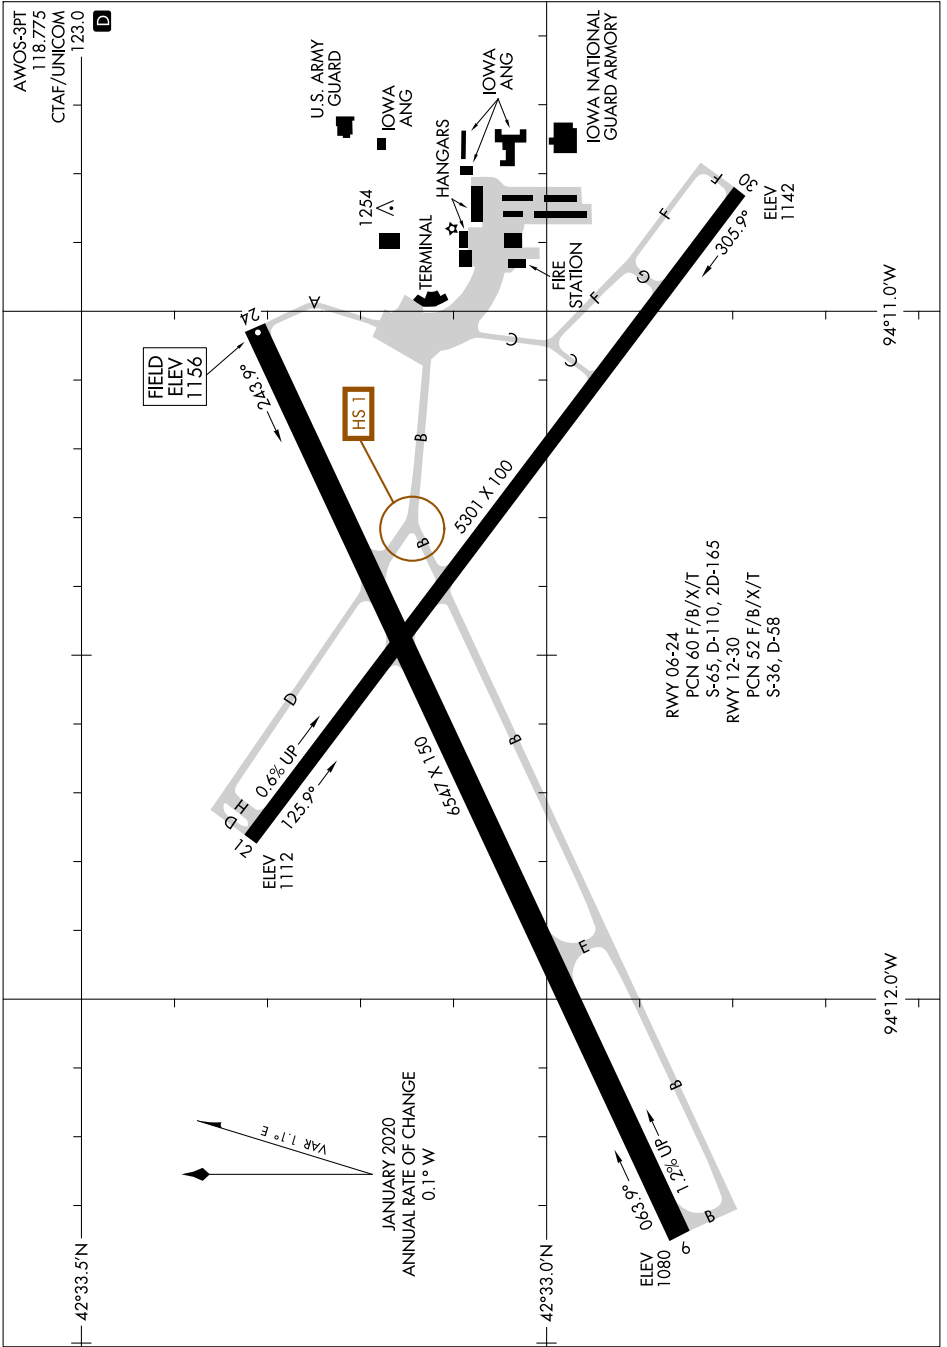 AWOS-3PT
118.775
CTAF/UNICOM
123.0
D
U.S. ARMY
GUARD
IOWA
ANG
IOWA
ANG
IOWA NATIONAL
GUARD ARMORY
1254
HANGARS
TERMINAL
FIRE
STATION
A
24
FIELD
ELEV
1156
243.9°
HS 1
B
B
C
C
F
F
F
G
30
ELEV
1142
305.9°
94°11.0'W
5301 X 100
D
0.6% UP
H
D
12
125.9°
ELEV
1112
6547 X 150
B
E
B
B
RWY 06-24
PCN 60 F/B/X/T
S-65, D-110, 2D-165
RWY 12-30
PCN 52 F/B/X/T
S-36, D-58
94°12.0'W
VAR 1.1° E
JANUARY 2020
ANNUAL RATE OF CHANGE
0.1° W
063.9°
1.2% UP
6
ELEV
1080
42°33.5'N
42°33.0'N